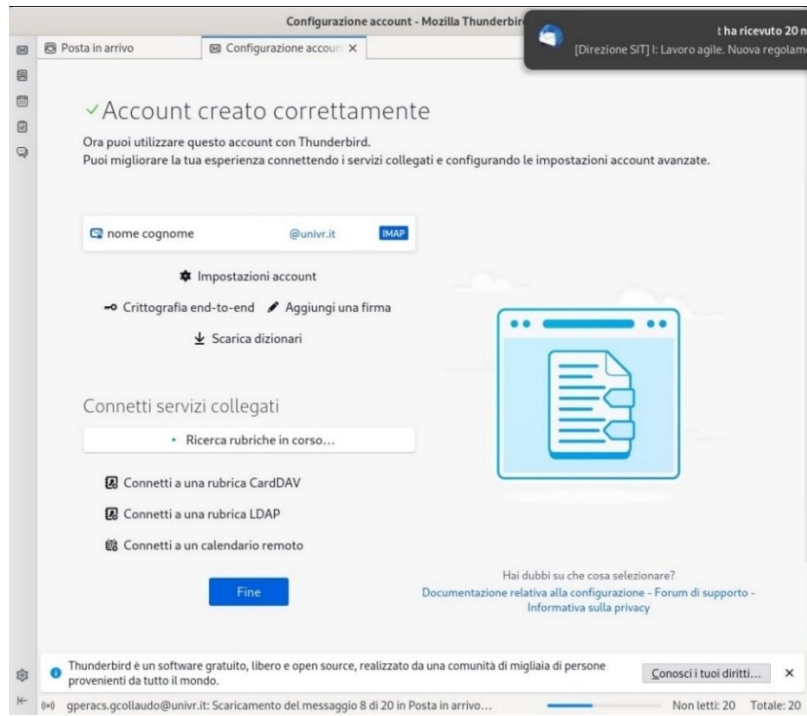 Configurazione account - Mozilla Thunderbird
t ha ricevuto 20 n
[Direzione SIT] I: Lavoro agile. Nuova regolam
Posta in arrivo
Configurazione accoun
Account creato correttamente
Ora puoi utilizzare questo account con Thunderbird.
Puoi migliorare la tua esperienza connettendo i servizi collegati e configurando le impostazioni account avanzate.
nome cognome @univr.it IMAP
Impostazioni account
Crittografia end-to-end Aggiungi una firma
Scarica dizionari
Connetti servizi collegati
Ricerca rubriche in corso...
Connetti a una rubrica CardDAV
Connetti a una rubrica LDAP
Connetti a un calendario remoto
Fine
Hai dubbi su che cosa selezionare?
Documentazione relativa alla configurazione - Forum di supporto -
Informativa sulla privacy
Thunderbird è un software gratuito, libero e open source, realizzato da una comunità di migliaia di persone
provenienti da tutto il mondo.
Conosci i tuoi diritti...
gperacs.gcollaudo@univr.it: Scaricamento del messaggio 8 di 20 in Posta in arrivo...
Non letti: 20 Totale: 20